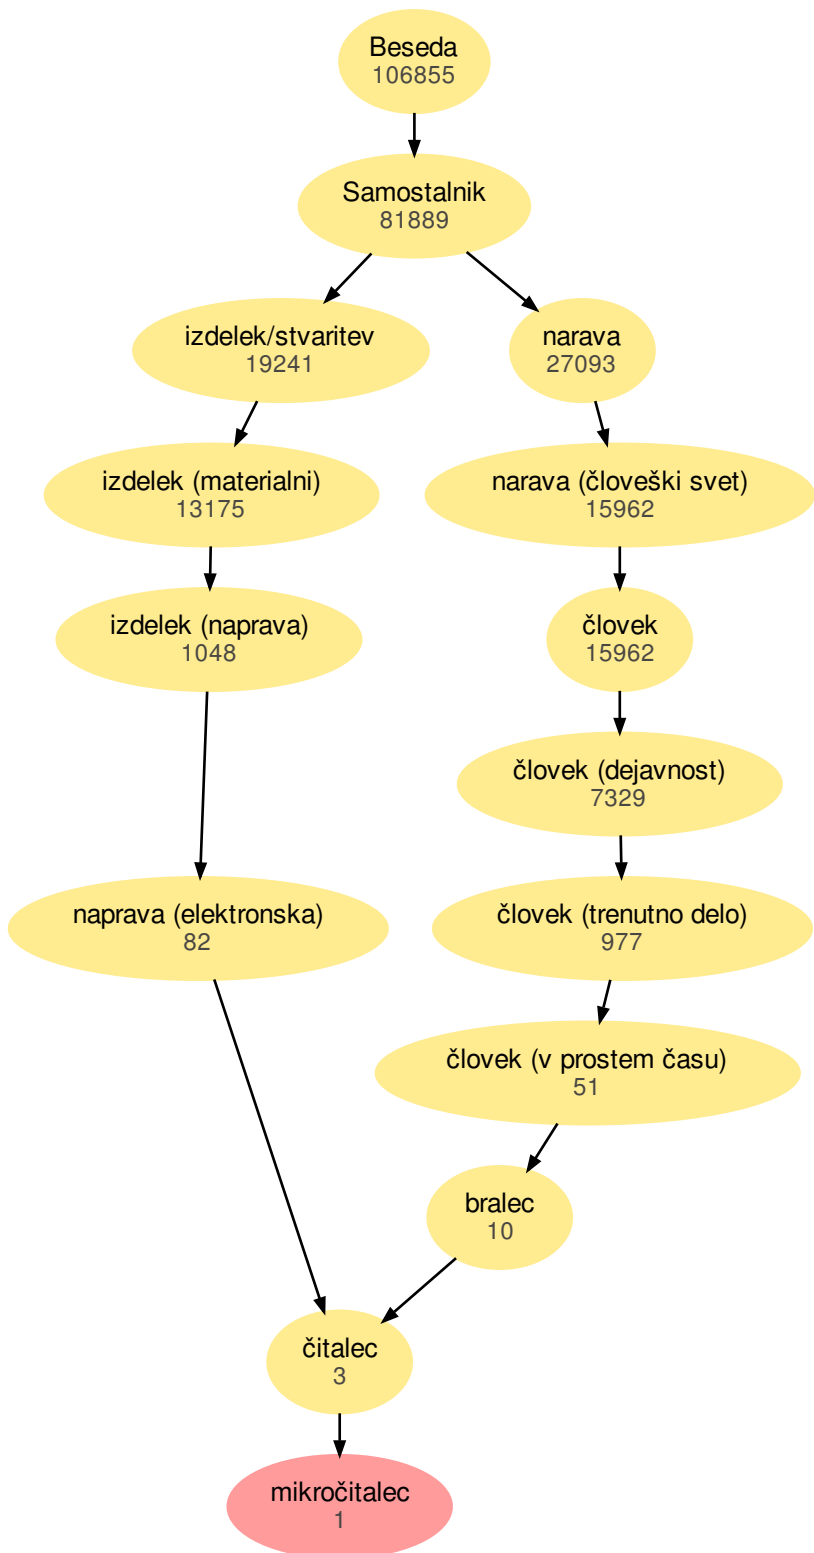 Beseda
106855
Samostalnik
81889
izdelek/stvaritev
19241
narava
27093
izdelek (materialni)
13175
narava (človeški svet)
15962
izdelek (naprava)
1048
človek
15962
človek (dejavnost)
7329
naprava (elektronska)
82
človek (trenutno delo)
977
človek (v prostem času)
51
bralec
10
čitalec
3
mikročitalec
1